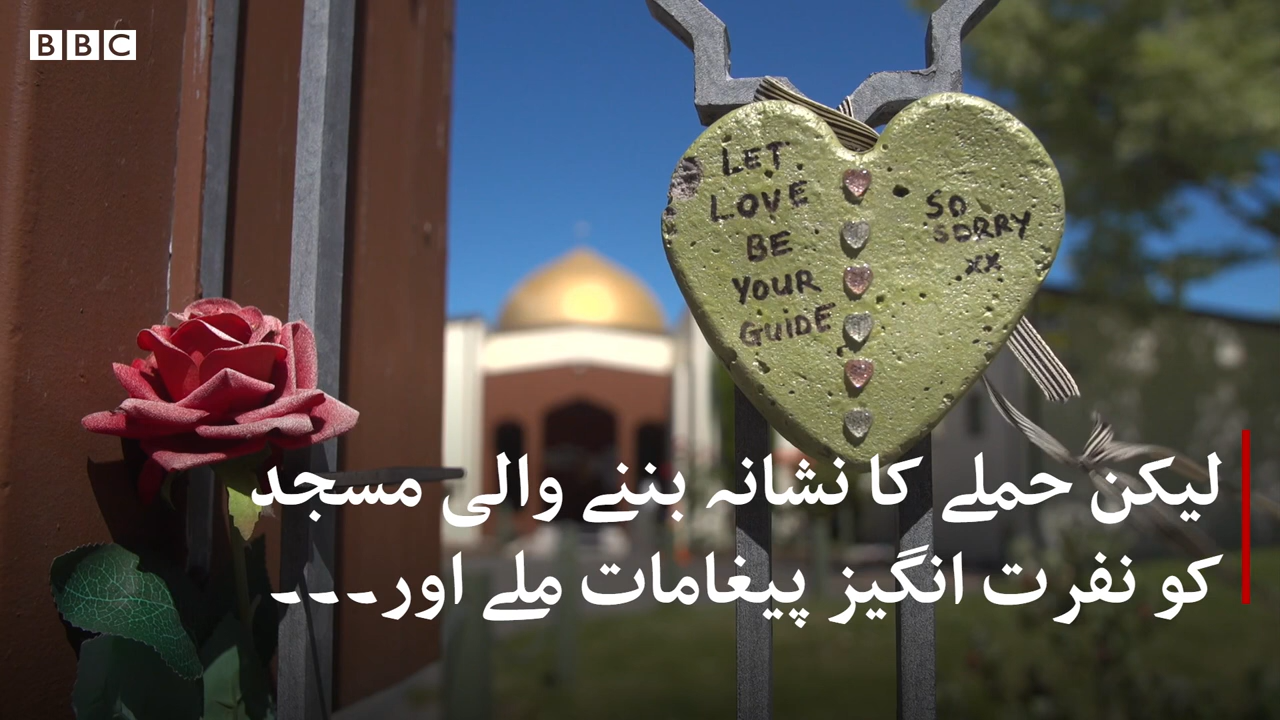 BBC
LET
LOVE
BE
YOUR
GUIDE
SO
SORRY
xx
لیکن حملے کا نشانہ بننے والی مسجد
کو نفرت انگیز پیغامات ملے اور۔۔۔